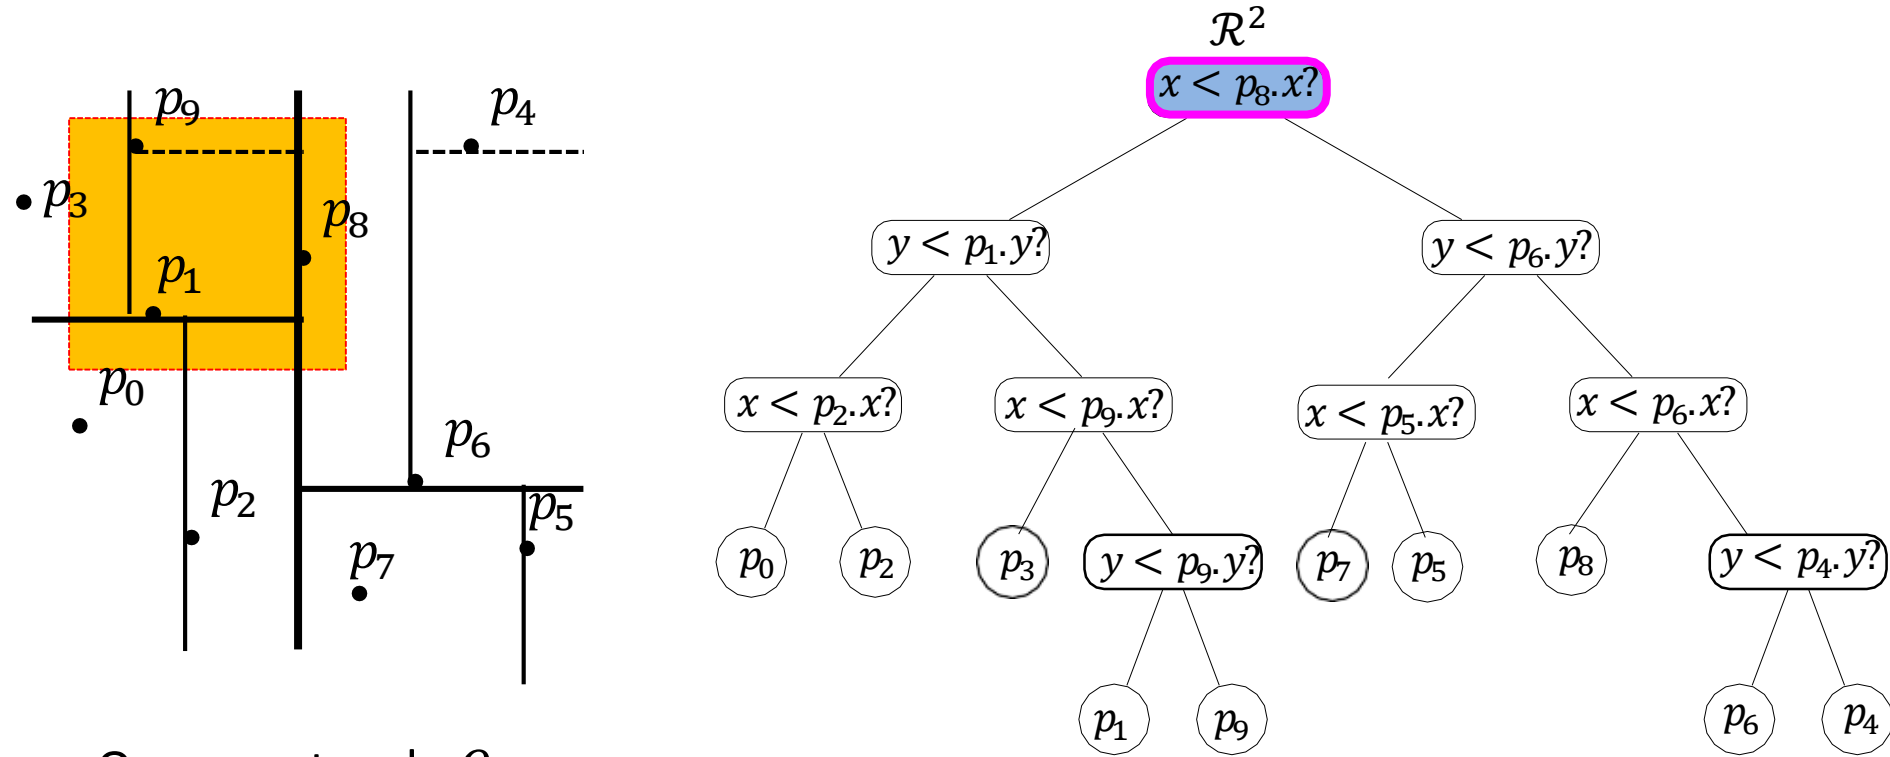 ℛ²
x < p₈.x?
p₉
p₄
p₃
p₈
p₁
p₀
p₆
p₂
p₅
p₇
y < p₁.y?
y < p₆.y?
x < p₂.x?
x < p₉.x?
x < p₅.x?
x < p₆.x?
p₀
p₂
p₃
y < p₉.y?
p₇
p₅
p₈
y < p₄.y?
p₁
p₉
p₆
p₄